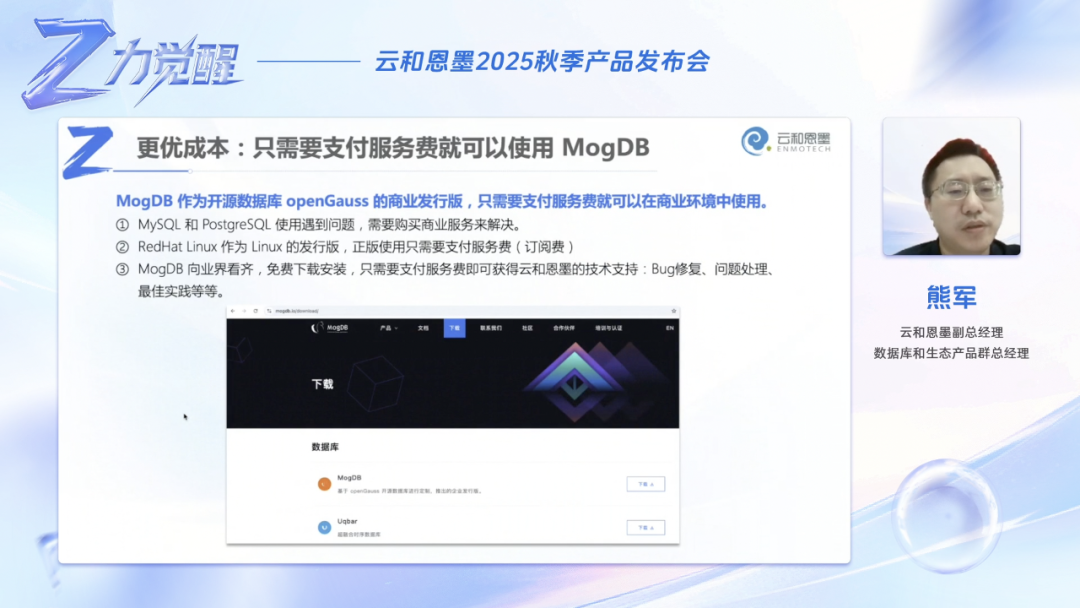 Z力觉醒
云和恩墨2025秋季产品发布会
Z
更优成本：只需要支付服务费就可以使用 MogDB
云和恩墨
ENMOTECH
MogDB 作为开源数据库 openGauss 的商业发行版，只需要支付服务费就可以在商业环境中使用。
① MySQL 和 PostgreSQL 使用遇到问题，需要购买商业服务来解决。
② RedHat Linux 作为 Linux 的发行版，正版使用只需要支付服务费（订阅费）
③ MogDB 向业界看齐，免费下载安装，只需要支付服务费即可获得云和恩墨的技术支持：Bug修复、问题处理、
最佳实践等等。
mogdb.io/download/
MogDB 产品 文档 下载 联系我们 社区 合作伙伴 培训与认证 EN
下载
数据库
MogDB
基于 openGauss 开源数据库进行定制、推出的企业发行版。
下载
Uqbar
超融合时序数据库
下载
熊军
云和恩墨副总经理
数据库和生态产品群总经理